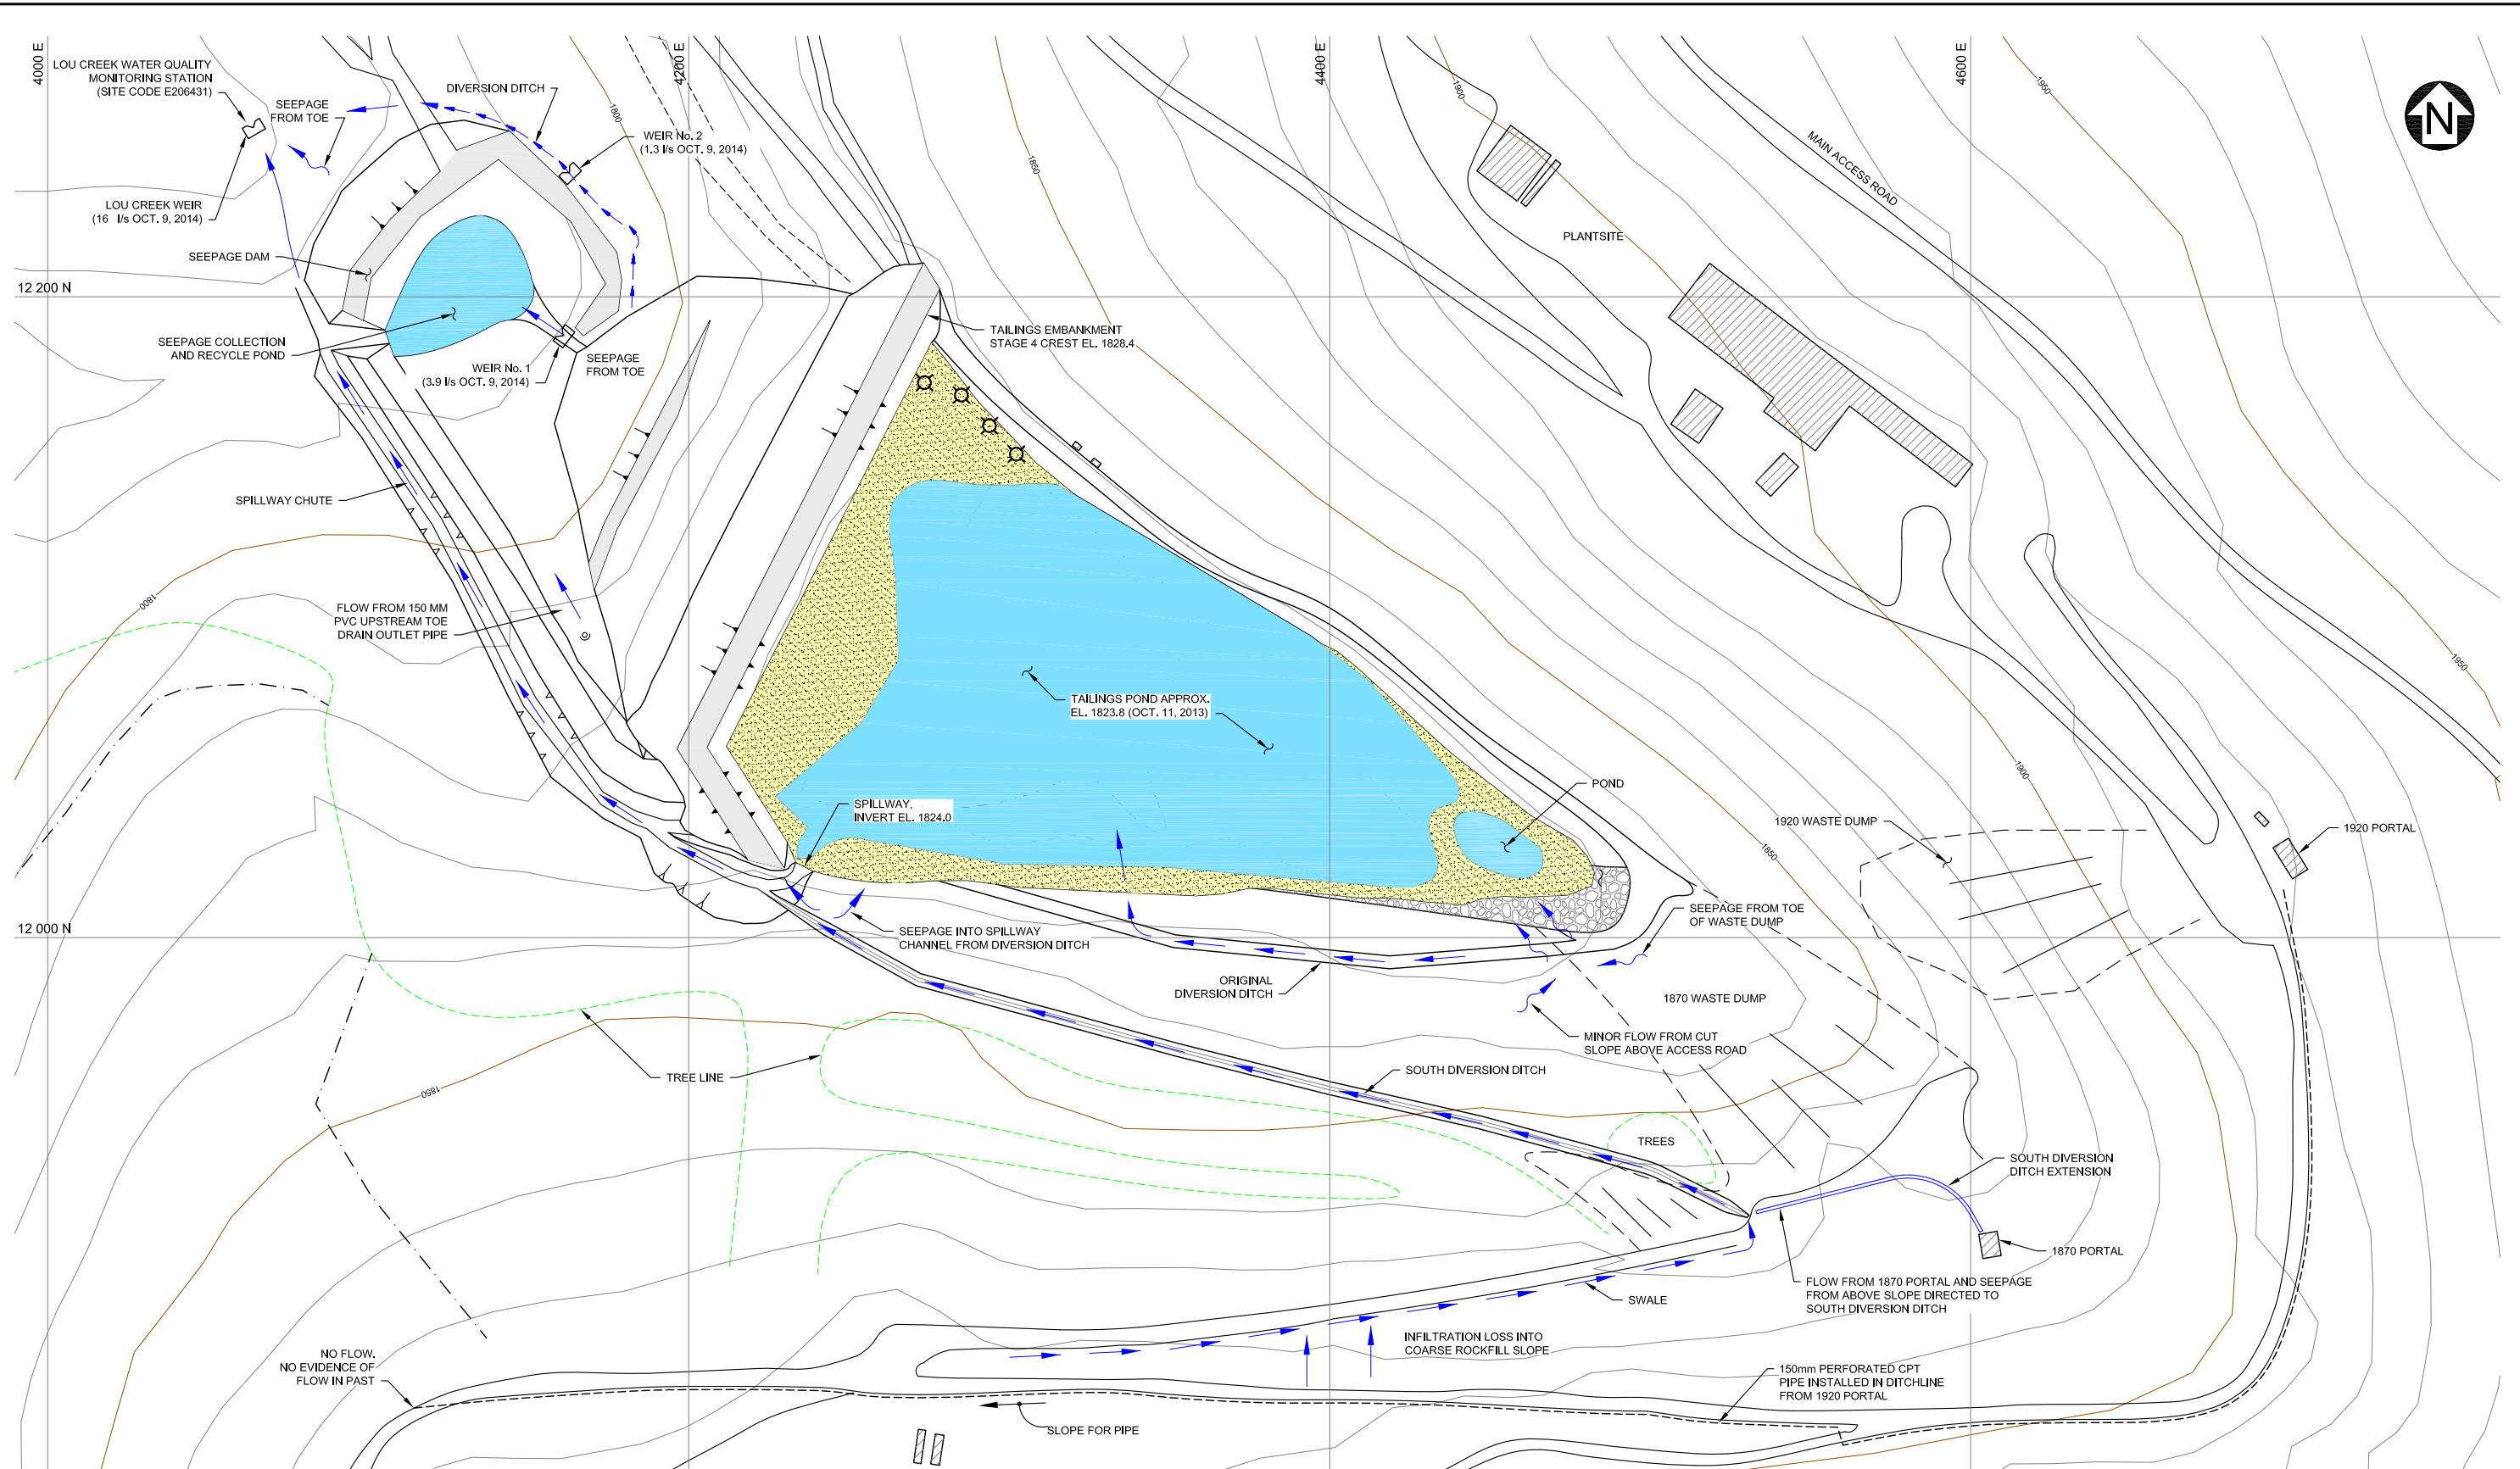 4000 E
4200 E
4400 E
4600 E
LOU CREEK WATER QUALITY
MONITORING STATION
(SITE CODE E206431)
SEEPAGE
FROM TOE
DIVERSION DITCH
WEIR No. 2
(1.3 l/s OCT. 9, 2014)
1800
1850
1900
1950
MAIN ACCESS ROAD
N
LOU CREEK WEIR
(16 l/s OCT. 9, 2014)
SEEPAGE DAM
PLANTSITE
12 200 N
SEEPAGE COLLECTION
AND RECYCLE POND
WEIR No. 1
(3.9 l/s OCT. 9, 2014)
SEEPAGE
FROM TOE
TAILINGS EMBANKMENT
STAGE 4 CREST EL. 1828.4
SPILLWAY CHUTE
1800
FLOW FROM 150 MM
PVC UPSTREAM TOE
DRAIN OUTLET PIPE
TAILINGS POND APPROX.
EL. 1823.8 (OCT. 11, 2013)
1950
1900
SPILLWAY,
INVERT EL. 1824.0
POND
1920 WASTE DUMP
1920 PORTAL
1850
12 000 N
SEEPAGE INTO SPILLWAY
CHANNEL FROM DIVERSION DITCH
SEEPAGE FROM TOE
OF WASTE DUMP
ORIGINAL
DIVERSION DITCH
1870 WASTE DUMP
MINOR FLOW FROM CUT
SLOPE ABOVE ACCESS ROAD
TREE LINE
1850
SOUTH DIVERSION DITCH
TREES
SOUTH DIVERSION
DITCH EXTENSION
1870 PORTAL
FLOW FROM 1870 PORTAL AND SEEPAGE
FROM ABOVE SLOPE DIRECTED TO
SOUTH DIVERSION DITCH
SWALE
INFILTRATION LOSS INTO
COARSE ROCKFILL SLOPE
NO FLOW.
NO EVIDENCE OF
FLOW IN PAST
150mm PERFORATED CPT
PIPE INSTALLED IN DITCHLINE
FROM 1920 PORTAL
SLOPE FOR PIPE